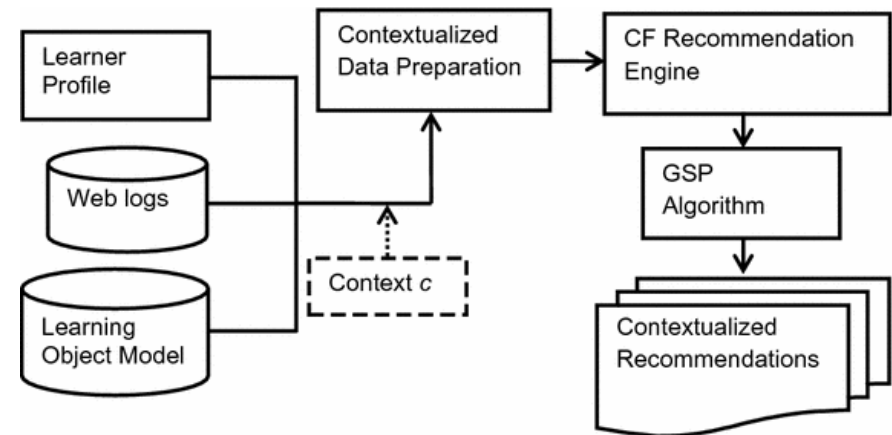 Learner
Profile
Web logs
Learning
Object Model
Context c
Contextualized
Data Preparation
CF Recommendation
Engine
GSP
Algorithm
Contextualized
Recommendations